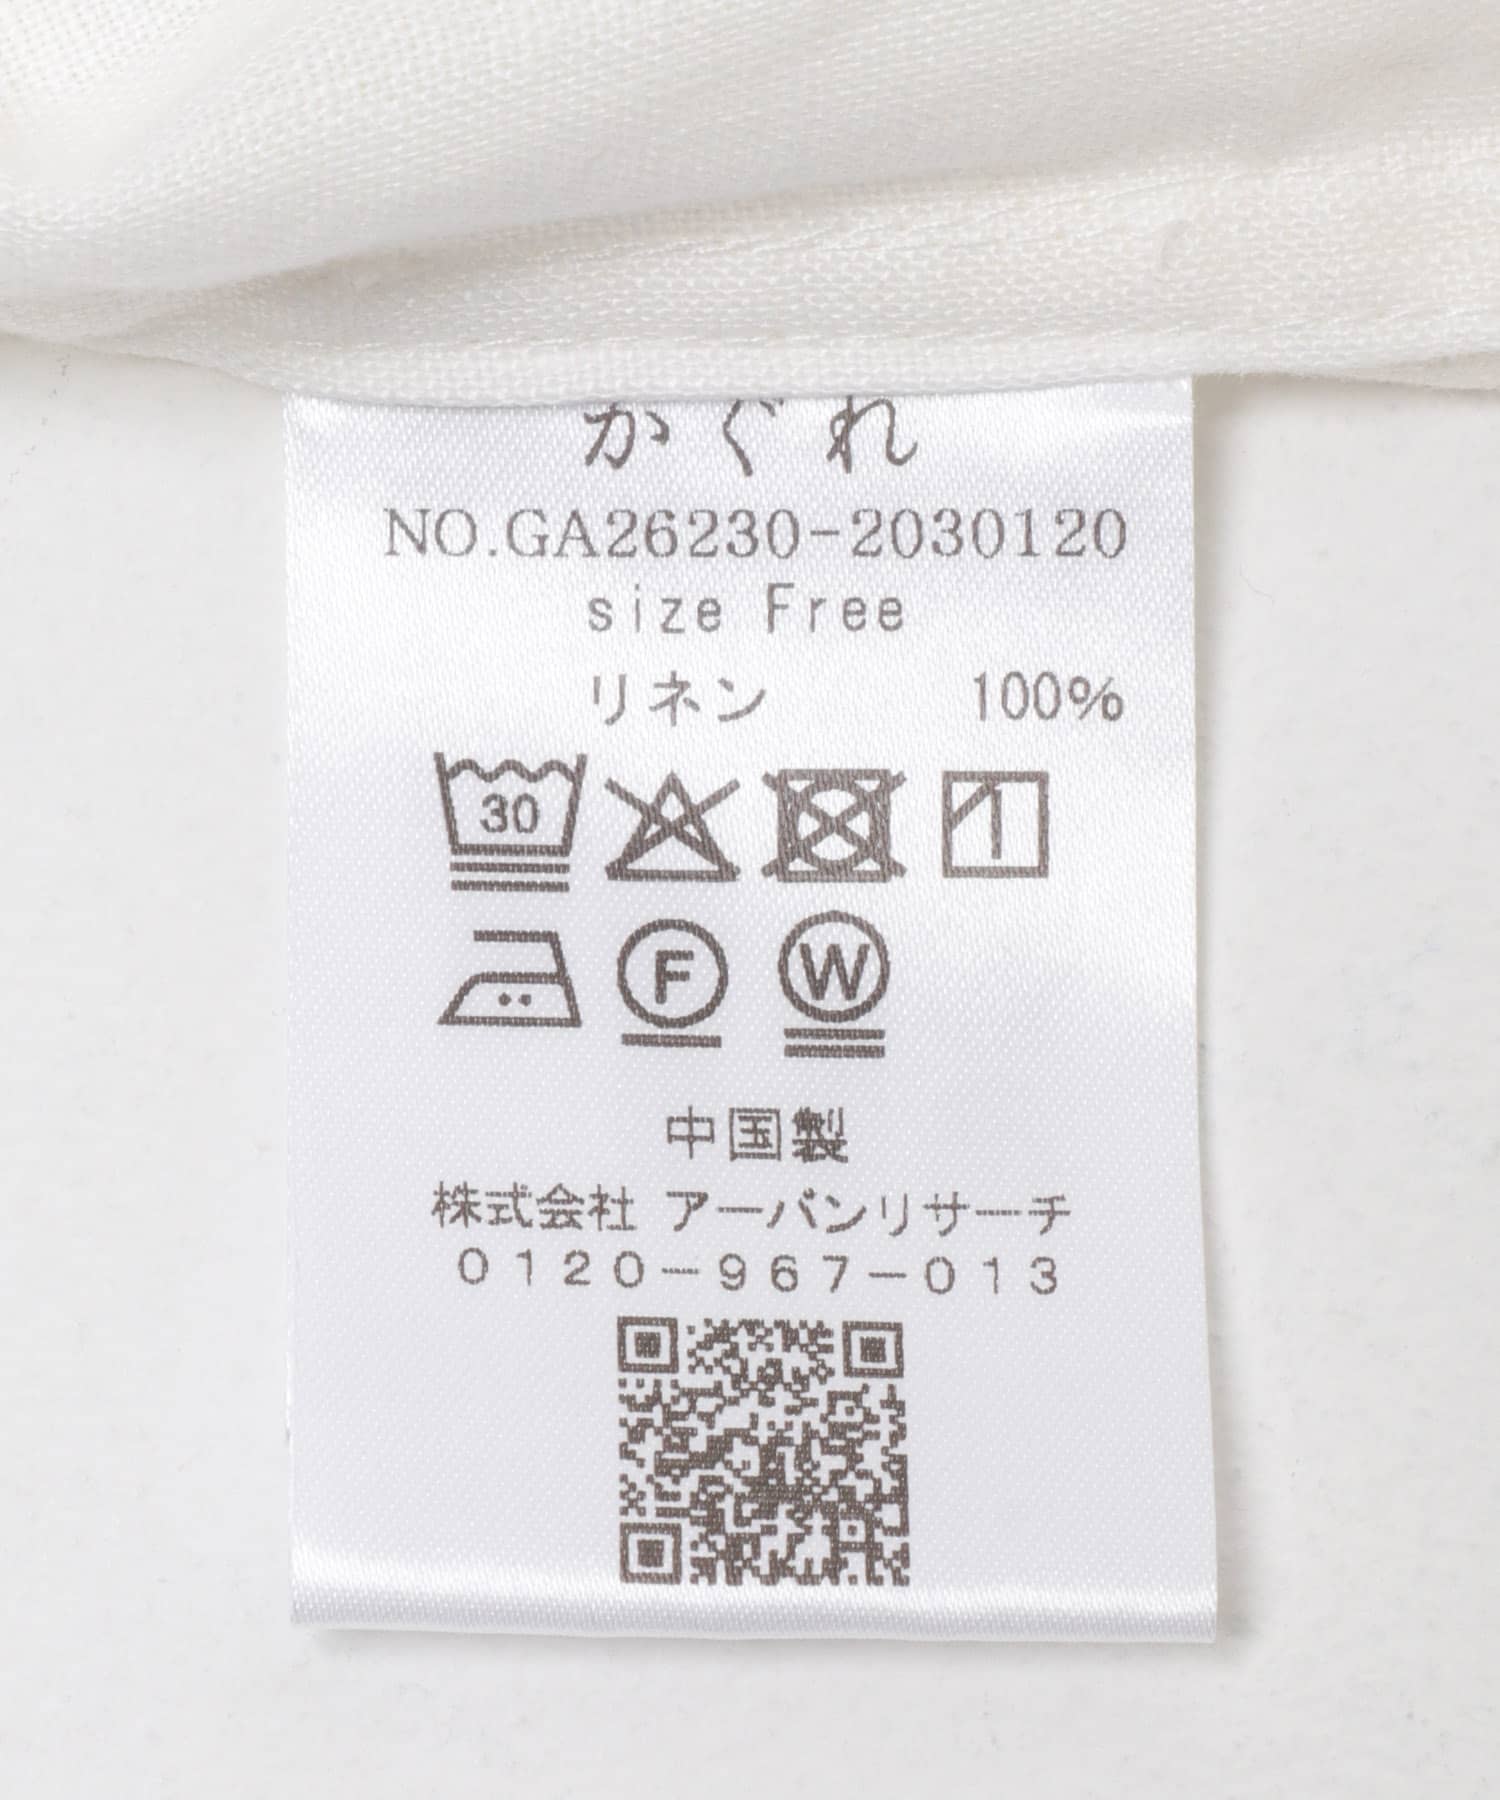 かぐれ
NO.GA26230-2030120
size Free
リネン 100%
30
F W
中国製
株式会社 アーバンリサーチ
0120-967-013